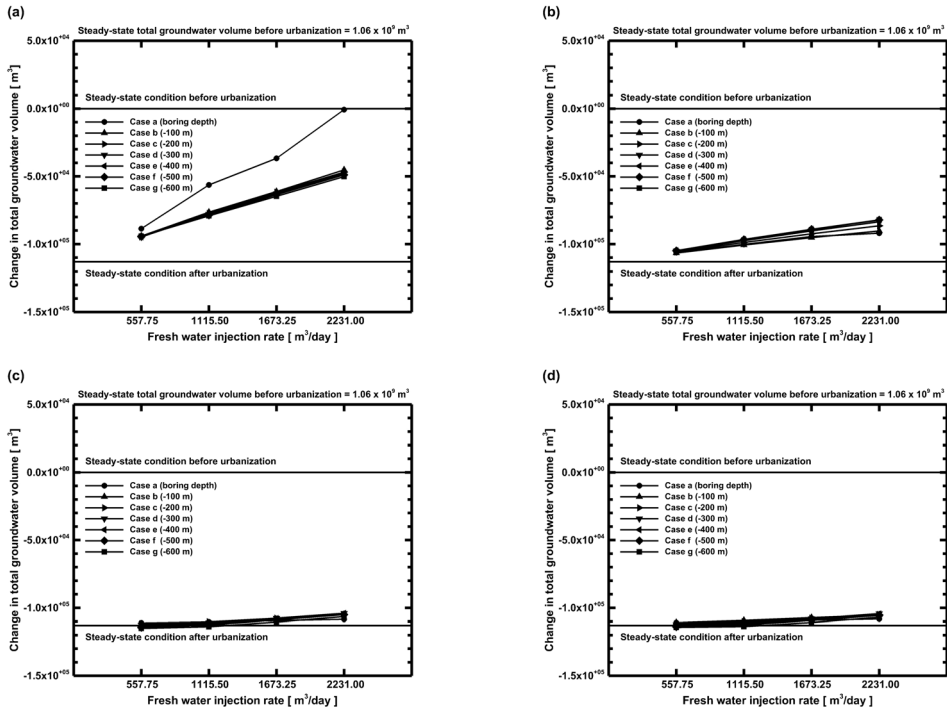 (a)
Steady-state total groundwater volume before urbanization = 1.06 x 10⁹ m³
5.0x10⁺⁰⁴
Steady-state condition before urbanization
0.0x10⁺⁰⁰
Case a (boring depth)
Case b (-100 m)
Case c (-200 m)
Case d (-300 m)
Case e (-400 m)
Case f (-500 m)
Case g (-600 m)
-5.0x10⁺⁰⁴
-1.0x10⁺⁰⁵
Steady-state condition after urbanization
-1.5x10⁺⁰⁵
Change in total groundwater volume [ m³]
557.75 1115.50 1673.25 2231.00
Fresh water injection rate [ m³/day ]
(b)
Steady-state total groundwater volume before urbanization = 1.06 x 10⁹ m³
5.0x10⁺⁰⁴
Steady-state condition before urbanization
0.0x10⁺⁰⁰
Case a (boring depth)
Case b (-100 m)
Case c (-200 m)
Case d (-300 m)
Case e (-400 m)
Case f (-500 m)
Case g (-600 m)
-5.0x10⁺⁰⁴
-1.0x10⁺⁰⁵
Steady-state condition after urbanization
-1.5x10⁺⁰⁵
Change in total groundwater volume [ m³]
557.75 1115.50 1673.25 2231.00
Fresh water injection rate [ m³/day ]
(c)
Steady-state total groundwater volume before urbanization = 1.06 x 10⁹ m³
5.0x10⁺⁰⁴
Steady-state condition before urbanization
0.0x10⁺⁰⁰
Case a (boring depth)
Case b (-100 m)
Case c (-200 m)
Case d (-300 m)
Case e (-400 m)
Case f (-500 m)
Case g (-600 m)
-5.0x10⁺⁰⁴
-1.0x10⁺⁰⁵
Steady-state condition after urbanization
-1.5x10⁺⁰⁵
Change in total groundwater volume [ m³]
557.75 1115.50 1673.25 2231.00
Fresh water injection rate [ m³/day ]
(d)
Steady-state total groundwater volume before urbanization = 1.06 x 10⁹ m³
5.0x10⁺⁰⁴
Steady-state condition before urbanization
0.0x10⁺⁰⁰
Case a (boring depth)
Case b (-100 m)
Case c (-200 m)
Case d (-300 m)
Case e (-400 m)
Case f (-500 m)
Case g (-600 m)
-5.0x10⁺⁰⁴
-1.0x10⁺⁰⁵
Steady-state condition after urbanization
-1.5x10⁺⁰⁵
Change in total groundwater volume [ m³]
557.75 1115.50 1673.25 2231.00
Fresh water injection rate [ m³/day ]